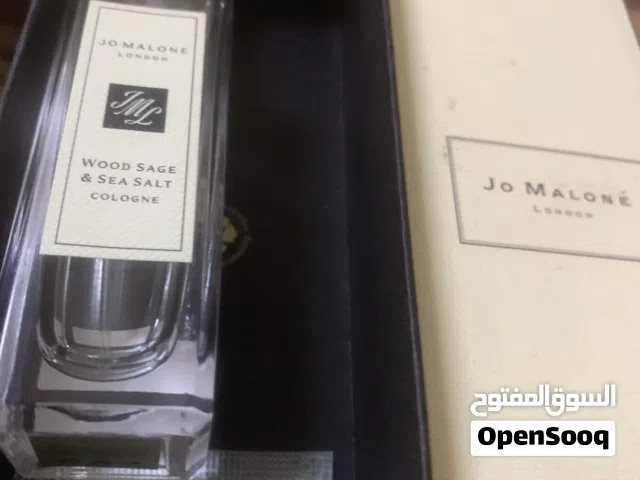 JO MALONE
LONDON
JML
WOOD SAGE
& SEA SALT
COLOGNE
JO MALONE
LONDON
السوق المفتوح
OpenSooq